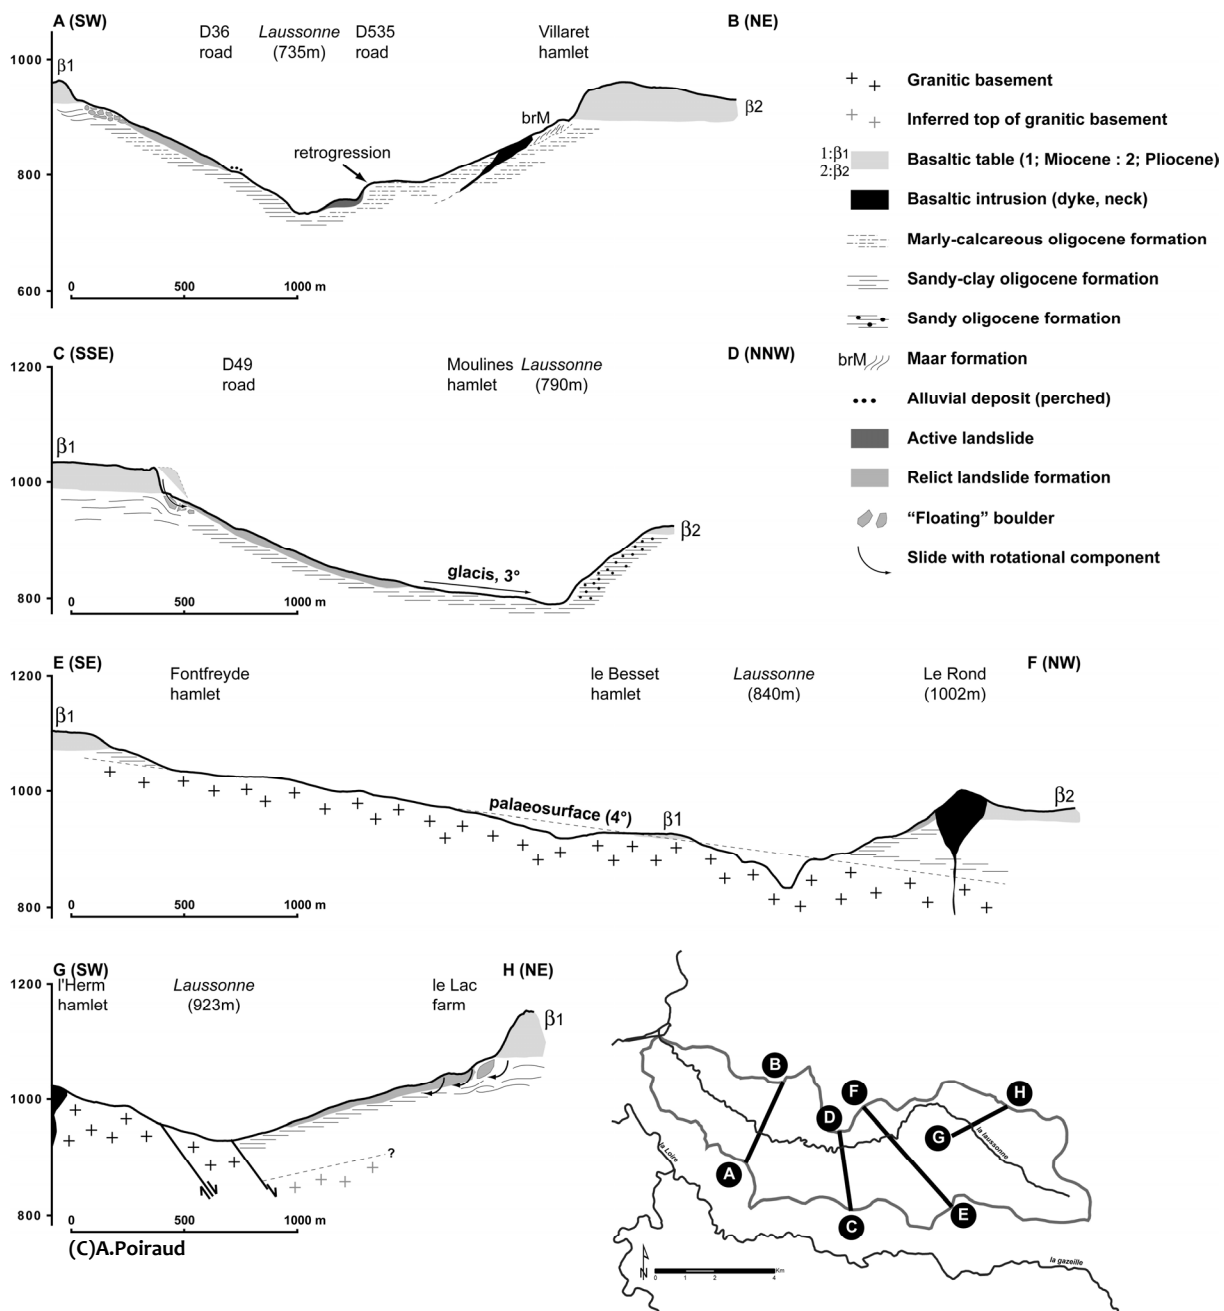 A (SW)
B (NE)
D36
road
Laussonne
(735m)
D535
road
Villaret
hamlet
1000
800
600
β1
β2
brM
retrogression
0
500
1000 m
C (SSE)
D (NNW)
1200
D49
road
Moulines
hamlet
Laussonne
(790m)
β1
1000
β2
glacis, 3°
800
0
500
1000 m
E (SE)
F (NW)
1200
Fontfreyde
hamlet
le Besset
hamlet
Laussonne
(840m)
Le Rond
(1002m)
β1
1000
palaeosurface (4°)
β1
β2
800
0
500
1000 m
G (SW)
H (NE)
1200
l'Herm
hamlet
Laussonne
(923m)
le Lac
farm
β1
1000
?
800
0
500
1000 m
(C)A.Poiraud
Granitic basement
Inferred top of granitic basement
1:β1
2:β2
Basaltic table (1; Miocene : 2; Pliocene)
Basaltic intrusion (dyke, neck)
Marly-calcareous oligocene formation
Sandy-clay oligocene formation
Sandy oligocene formation
brM
Maar formation
Alluvial deposit (perched)
Active landslide
Relict landslide formation
“Floating” boulder
Slide with rotational component
B
F
H
D
G
A
C
E
la Loire
la laussonne
la gazeille
N
0
2
4
Km